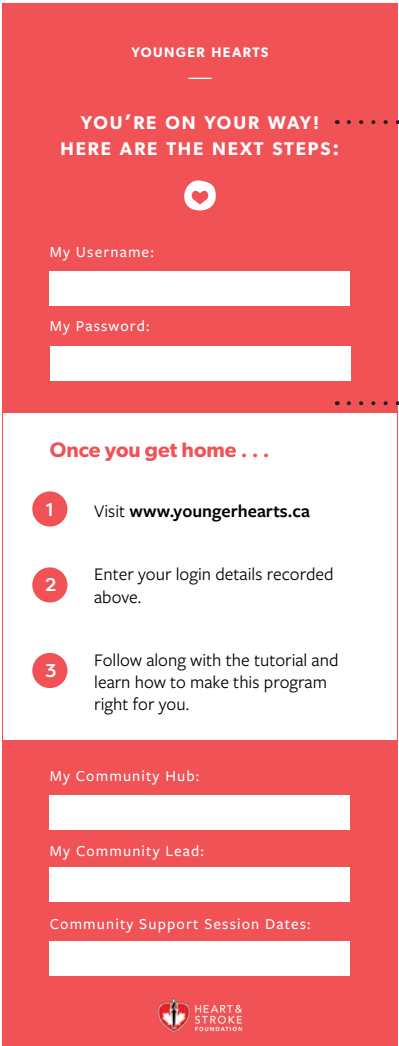 YOUNGER HEARTS
YOU’RE ON YOUR WAY!
HERE ARE THE NEXT STEPS:
My Username:
My Password:
Once you get home . . .
1 Visit www.youngerhearts.ca
2 Enter your login details recorded
above.
3 Follow along with the tutorial and
learn how to make this program
right for you.
My Community Hub:
My Community Lead:
Community Support Session Dates:
HEART&
STROKE
FOUNDATION